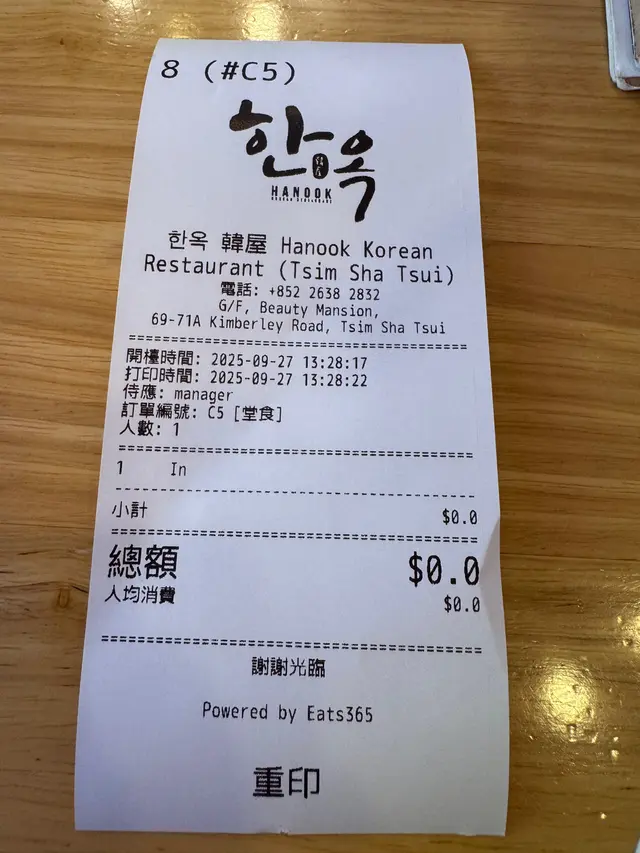 8 (#C5)
한옥
HANOOK
한옥 韓屋 Hanook Korean
Restaurant (Tsim Sha Tsui)
電話: +852 2638 2832
G/F, Beauty Mansion,
69-71A Kimberley Road, Tsim Sha Tsui
開檯時間: 2025-09-27 13:28:17
打印時間: 2025-09-27 13:28:22
侍應: manager
訂單編號: C5 [堂食]
人數: 1
1 In
小計 $0.0
總額 $0.0
人均消費 $0.0
謝謝光臨
Powered by Eats365
重印